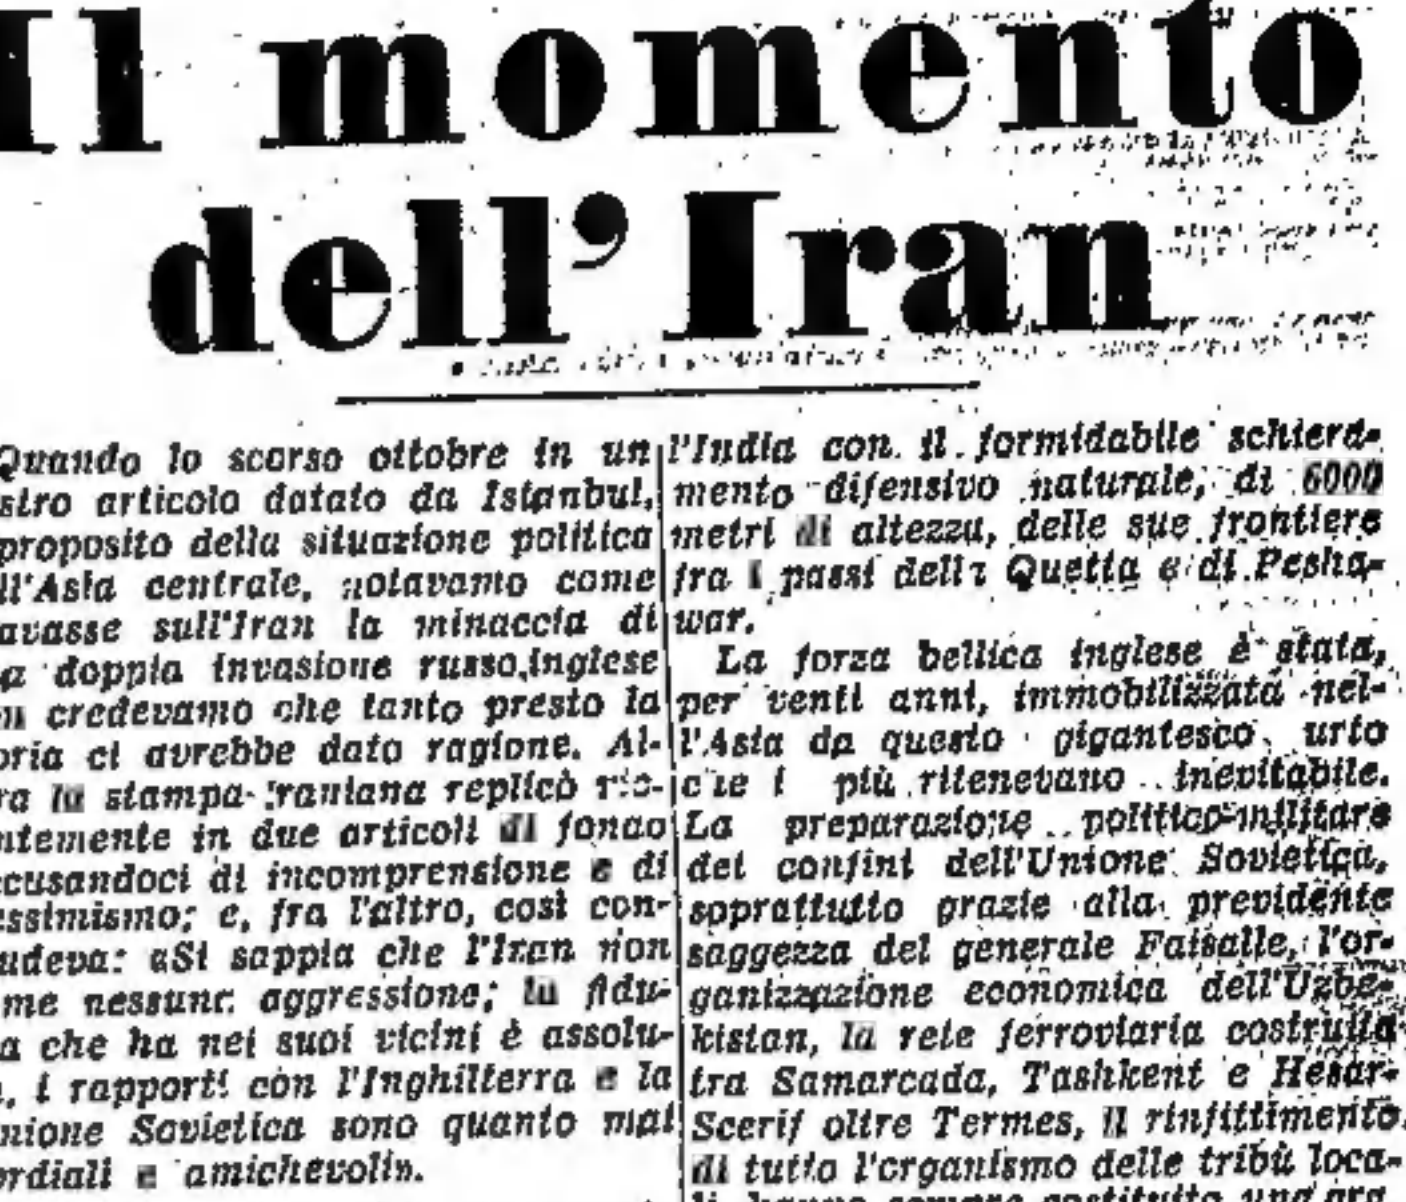 Il momento
dell'Iran
Quando lo scorso ottobre in un
stro articolo datato da Istanbul,
proposito della situazione politica
ll'Asia centrale, notavamo come
avasse sull'Iran la minaccia di
a doppia invasione russo-inglese
n credevamo che tanto presto la
oria ci avrebbe dato ragione. Al-
ra la stampa iraniana replicò
ntemente in due articoli di fondo
ccusandoci di incomprensione e di
essimismo; e, fra l'altro, così con-
udeva: «Si sappia che l'Iran non
me nessuna aggressione; la fidu-
a che ha nei suoi vicini è assolu-
i rapporti con l'Inghilterra e la
nione Sovietica sono quanto mai
ordiali e amichevoli».
l'India con il formidabile schiera-
mento difensivo naturale, di 6000
metri di altezza, delle sue frontiere
fra i passi della Quetta e di Pesha-
war.
La forza bellica inglese è stata,
per venti anni, immobilizzata nel-
l'Asia da questo gigantesco urto
che i più ritenevano inevitabile.
La preparazione politico-militare
dei confini dell'Unione Sovietica,
soprattutto grazie alla previdente
saggezza del generale Faisalle, l'or-
ganizzazione economica dell'Uzbe-
kistan, la rete ferroviaria costruita
tra Samarcada, Tashkent e Hesar-
Scerif oltre Termes, il rinfittimento
di tutto l'organismo delle tribù loca-
li hanno sempre costituito